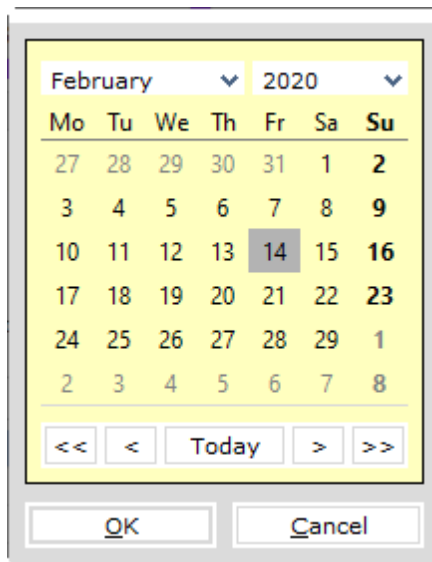 February 2020
Mo Tu We Th Fr Sa Su
27 28 29 30 31 1 2
3 4 5 6 7 8 9
10 11 12 13 14 15 16
17 18 19 20 21 22 23
24 25 26 27 28 29 1
2 3 4 5 6 7 8
<< < Today > >>
OK Cancel